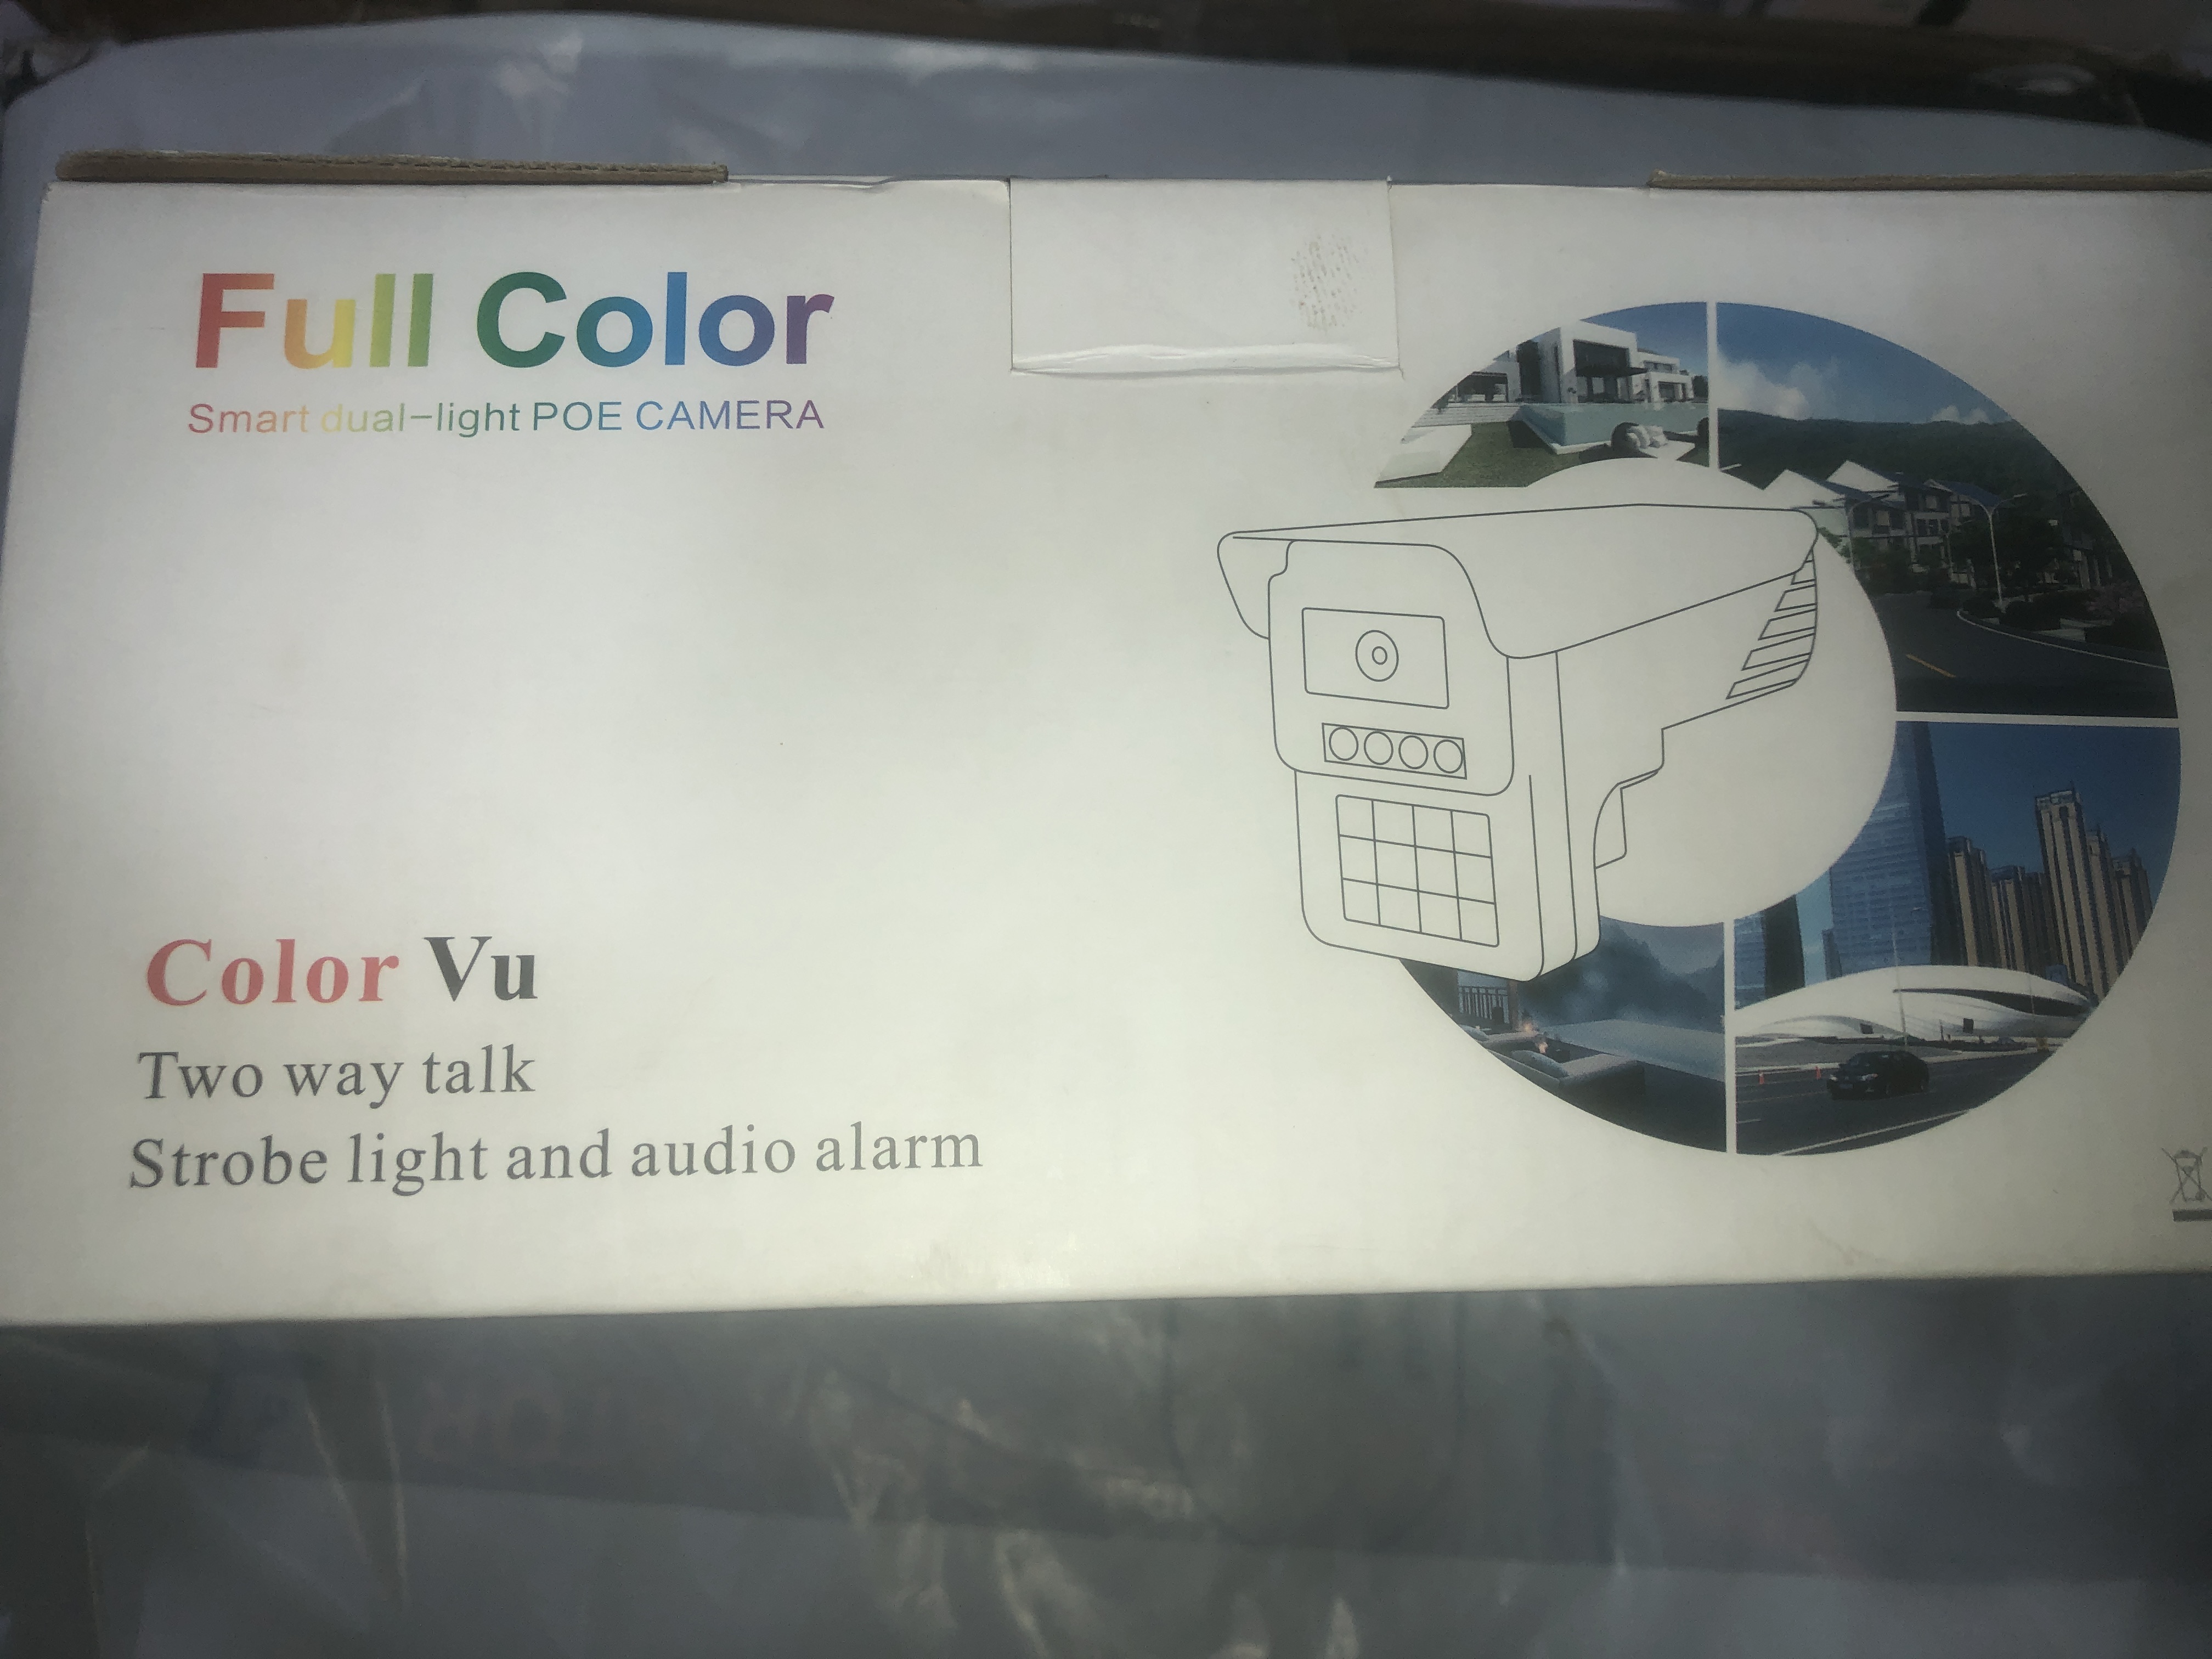 Full Color
Smart dual-light POE CAMERA
Color Vu
Two way talk
Strobe light and audio alarm